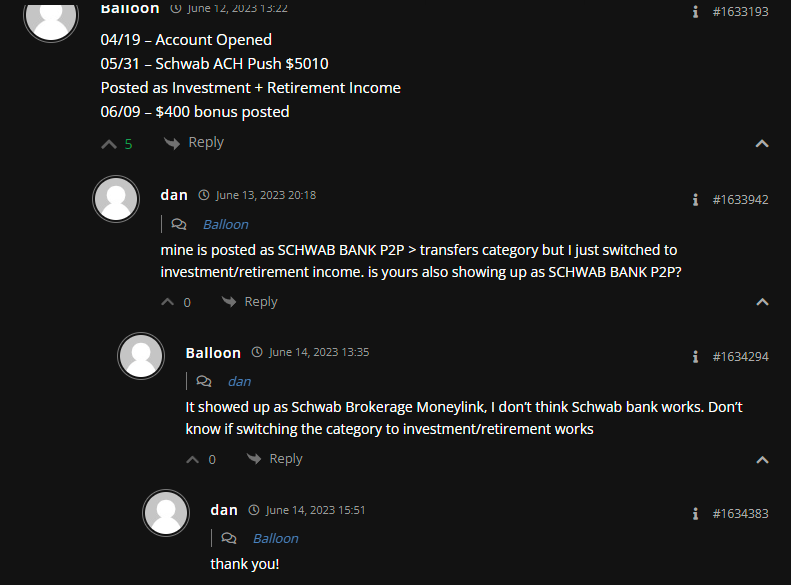 Balloon June 12, 2023 13:22 #1633193
04/19 – Account Opened
05/31 – Schwab ACH Push $5010
Posted as Investment + Retirement Income
06/09 – $400 bonus posted
5 Reply
dan June 13, 2023 20:18 #1633942
Balloon
mine is posted as SCHWAB BANK P2P > transfers category but I just switched to
investment/retirement income. is yours also showing up as SCHWAB BANK P2P?
0 Reply
Balloon June 14, 2023 13:35 #1634294
dan
It showed up as Schwab Brokerage Moneylink, I don’t think Schwab bank works. Don’t
know if switching the category to investment/retirement works
0 Reply
dan June 14, 2023 15:51 #1634383
Balloon
thank you!